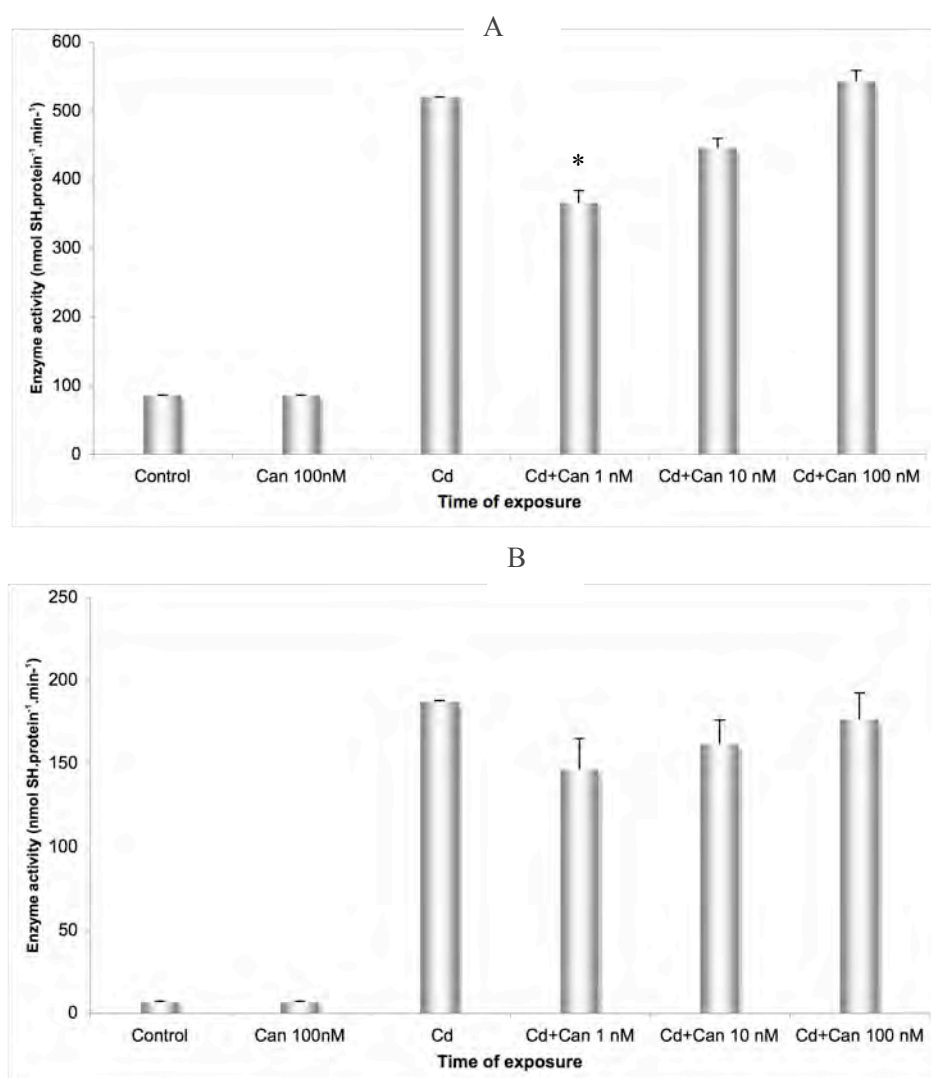 A
600
500
400
300
200
100
0
Enzyme activity (nmol SH.protein⁻¹.min-¹)
*
Control Can 100nM Cd Cd+Can 1 nM Cd+Can 10 nM Cd+Can 100 nM
Time of exposure
B
250
200
150
100
50
0
Enzyme activity (nmol SH.protein⁻¹.min-¹)
Control Can 100nM Cd Cd+Can 1 nM Cd+Can 10 nM Cd+Can 100 nM
Time of exposure